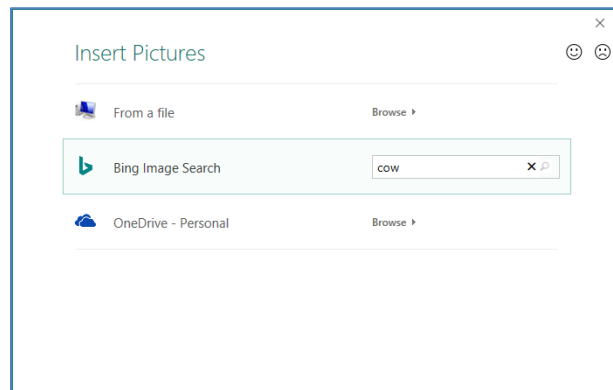 Insert Pictures
From a file
Browse
Bing Image Search
cow
OneDrive - Personal
Browse